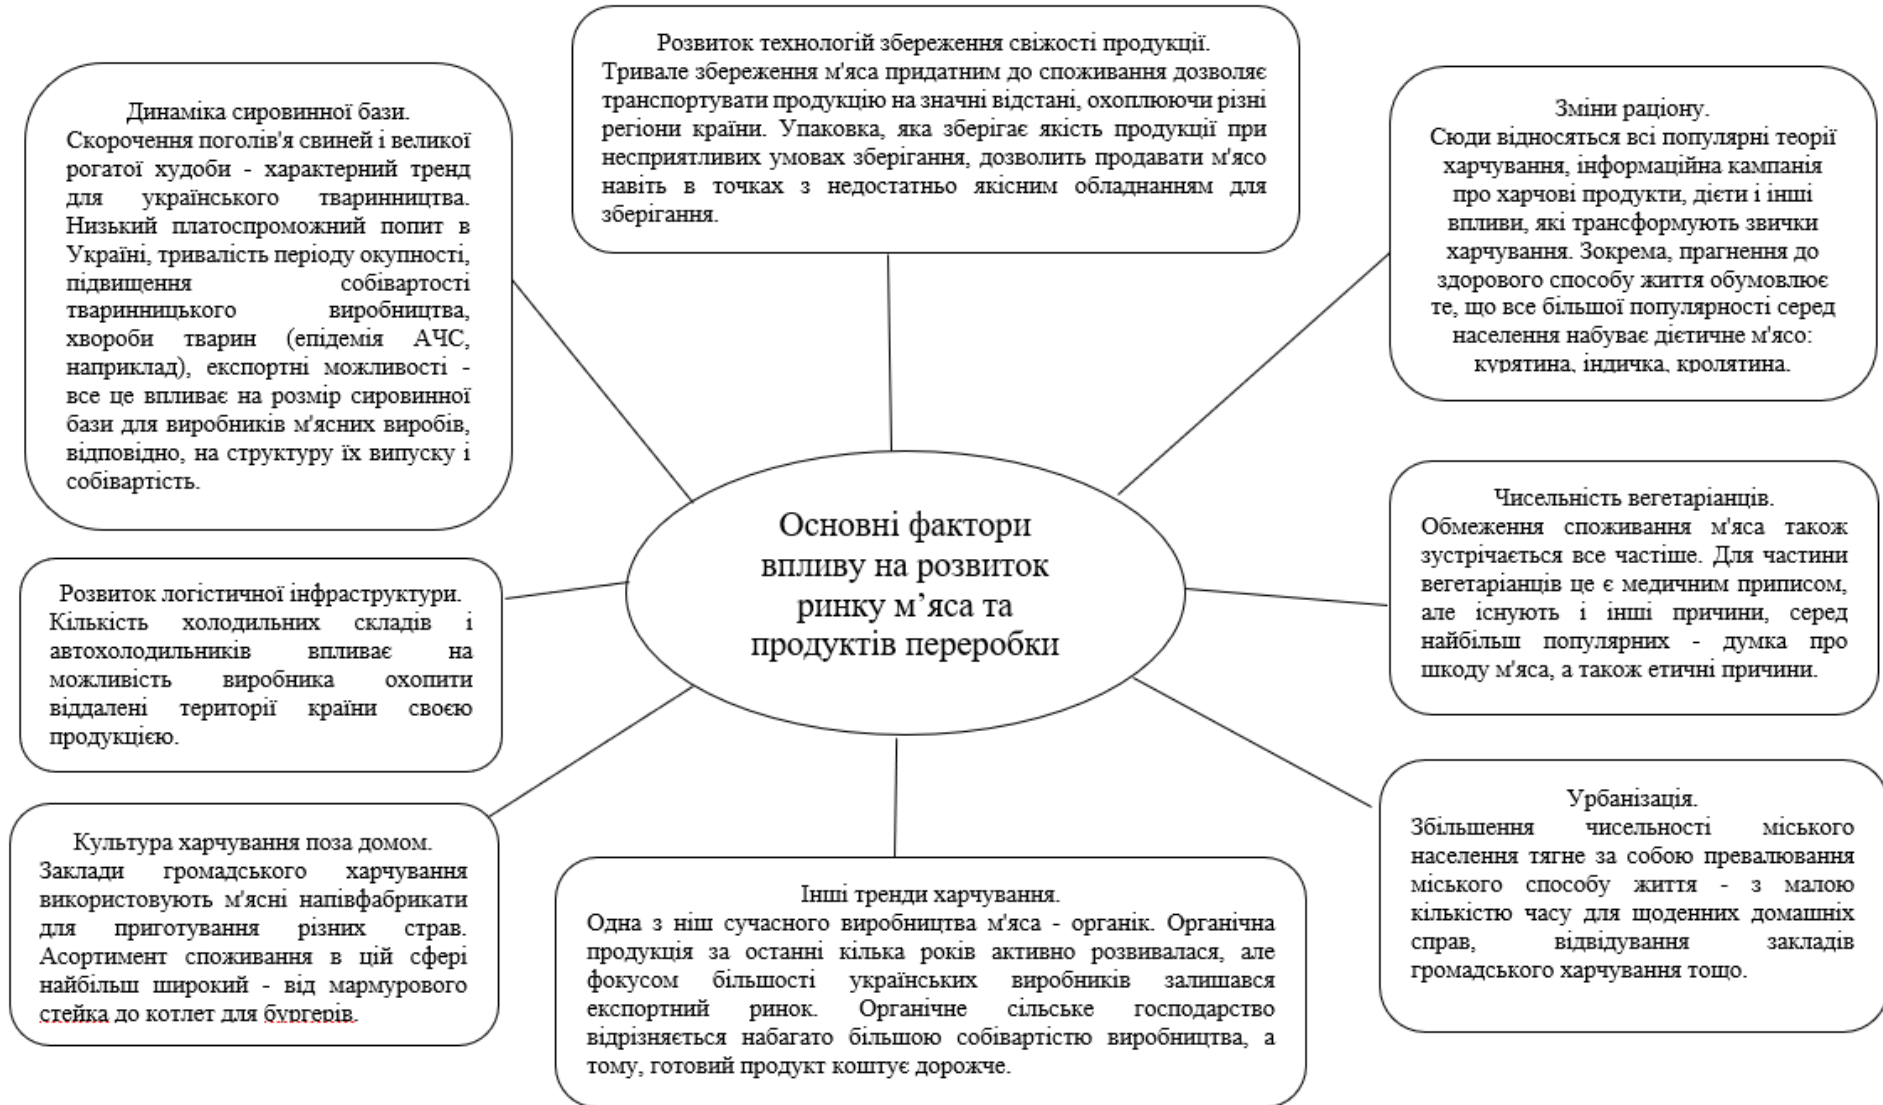 Розвиток технологій збереження свіжості продукції.
Тривале збереження м'яса придатним до споживання дозволяє
транспортувати продукцію на значні відстані, охоплюючи різні
регіони країни. Упаковка, яка зберігає якість продукції при
несприятливих умовах зберігання, дозволить продавати м'ясо
навіть в точках з недостатньо якісним обладнанням для
зберігання.
Динаміка сировинної бази.
Скорочення поголів'я свиней і великої
рогатої худоби - характерний тренд
для українського тваринництва.
Низький платоспроможний попит в
Україні, тривалість періоду окупності,
підвищення собівартості
тваринницького виробництва,
хвороби тварин (епідемія АЧС,
наприклад), експортні можливості -
все це впливає на розмір сировинної
бази для виробників м'ясних виробів,
відповідно, на структуру їх випуску і
собівартість.
Зміни раціону.
Сюди відносяться всі популярні теорії
харчування, інформаційна кампанія
про харчові продукти, дієти і інші
впливи, які трансформують звички
харчування. Зокрема, прагнення до
здорового способу життя обумовлює
те, що все більшої популярності серед
населення набуває дієтичне м'ясо:
курятина, індичка, кролятина.
Основні фактори
впливу на розвиток
ринку м’яса та
продуктів переробки
Чисельність вегетаріанців.
Обмеження споживання м'яса також
зустрічається все частіше. Для частини
вегетаріанців це є медичним приписом,
але існують і інші причини, серед
найбільш популярних - думка про
шкоду м'яса, а також етичні причини.
Розвиток логістичної інфраструктури.
Кількість холодильних складів і
автохолодильників впливає на
можливість виробника охопити
віддалені території країни своєю
продукцією.
Урбанізація.
Збільшення чисельності міського
населення тягне за собою превалювання
міського способу життя - з малою
кількістю часу для щоденних домашніх
справ, відвідування закладів
громадського харчування тощо.
Культура харчування поза домом.
Заклади громадського харчування
використовують м'ясні напівфабрикати
для приготування різних страв.
Асортимент споживання в цій сфері
найбільш широкий - від мармурового
стейка до котлет для бургерів.
Інші тренди харчування.
Одна з ніш сучасного виробництва м'яса - органік. Органічна
продукція за останні кілька років активно розвивалася, але
фокусом більшості українських виробників залишався
експортний ринок. Органічне сільське господарство
відрізняється набагато більшою собівартістю виробництва, а
тому, готовий продукт коштує дорожче.